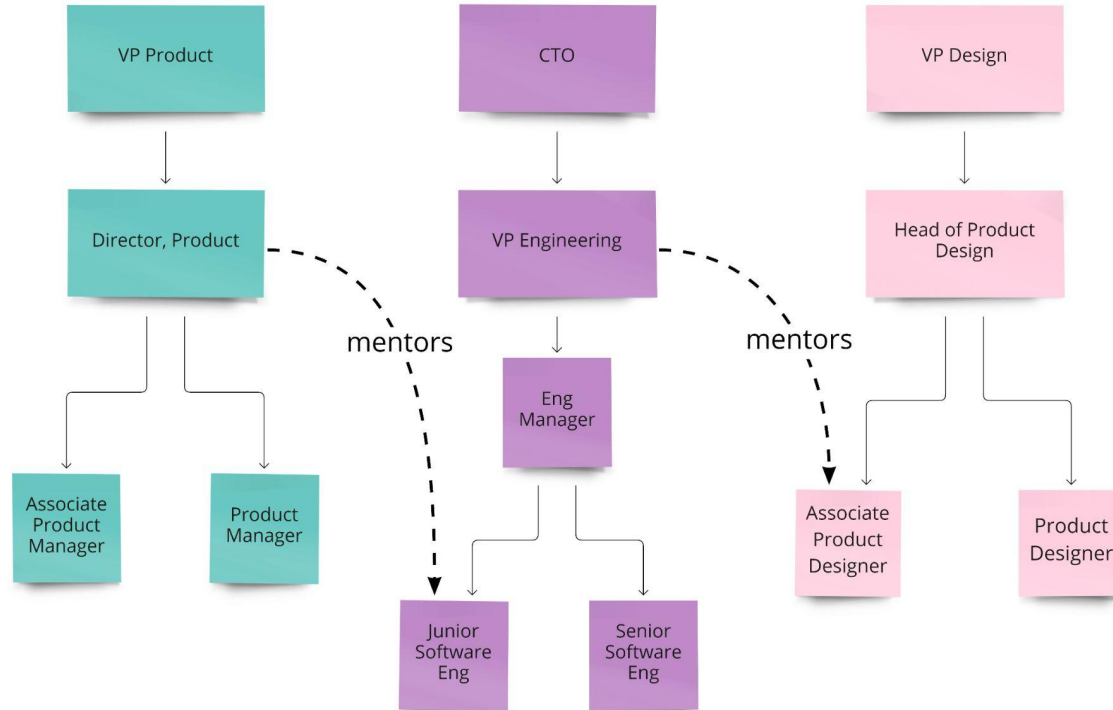 VP Product
CTO
VP Design
Director, Product
VP Engineering
Head of Product
Design
mentors
mentors
Eng
Manager
Associate
Product
Manager
Product
Manager
Associate
Product
Designer
Product
Designer
Junior
Software
Eng
Senior
Software
Eng